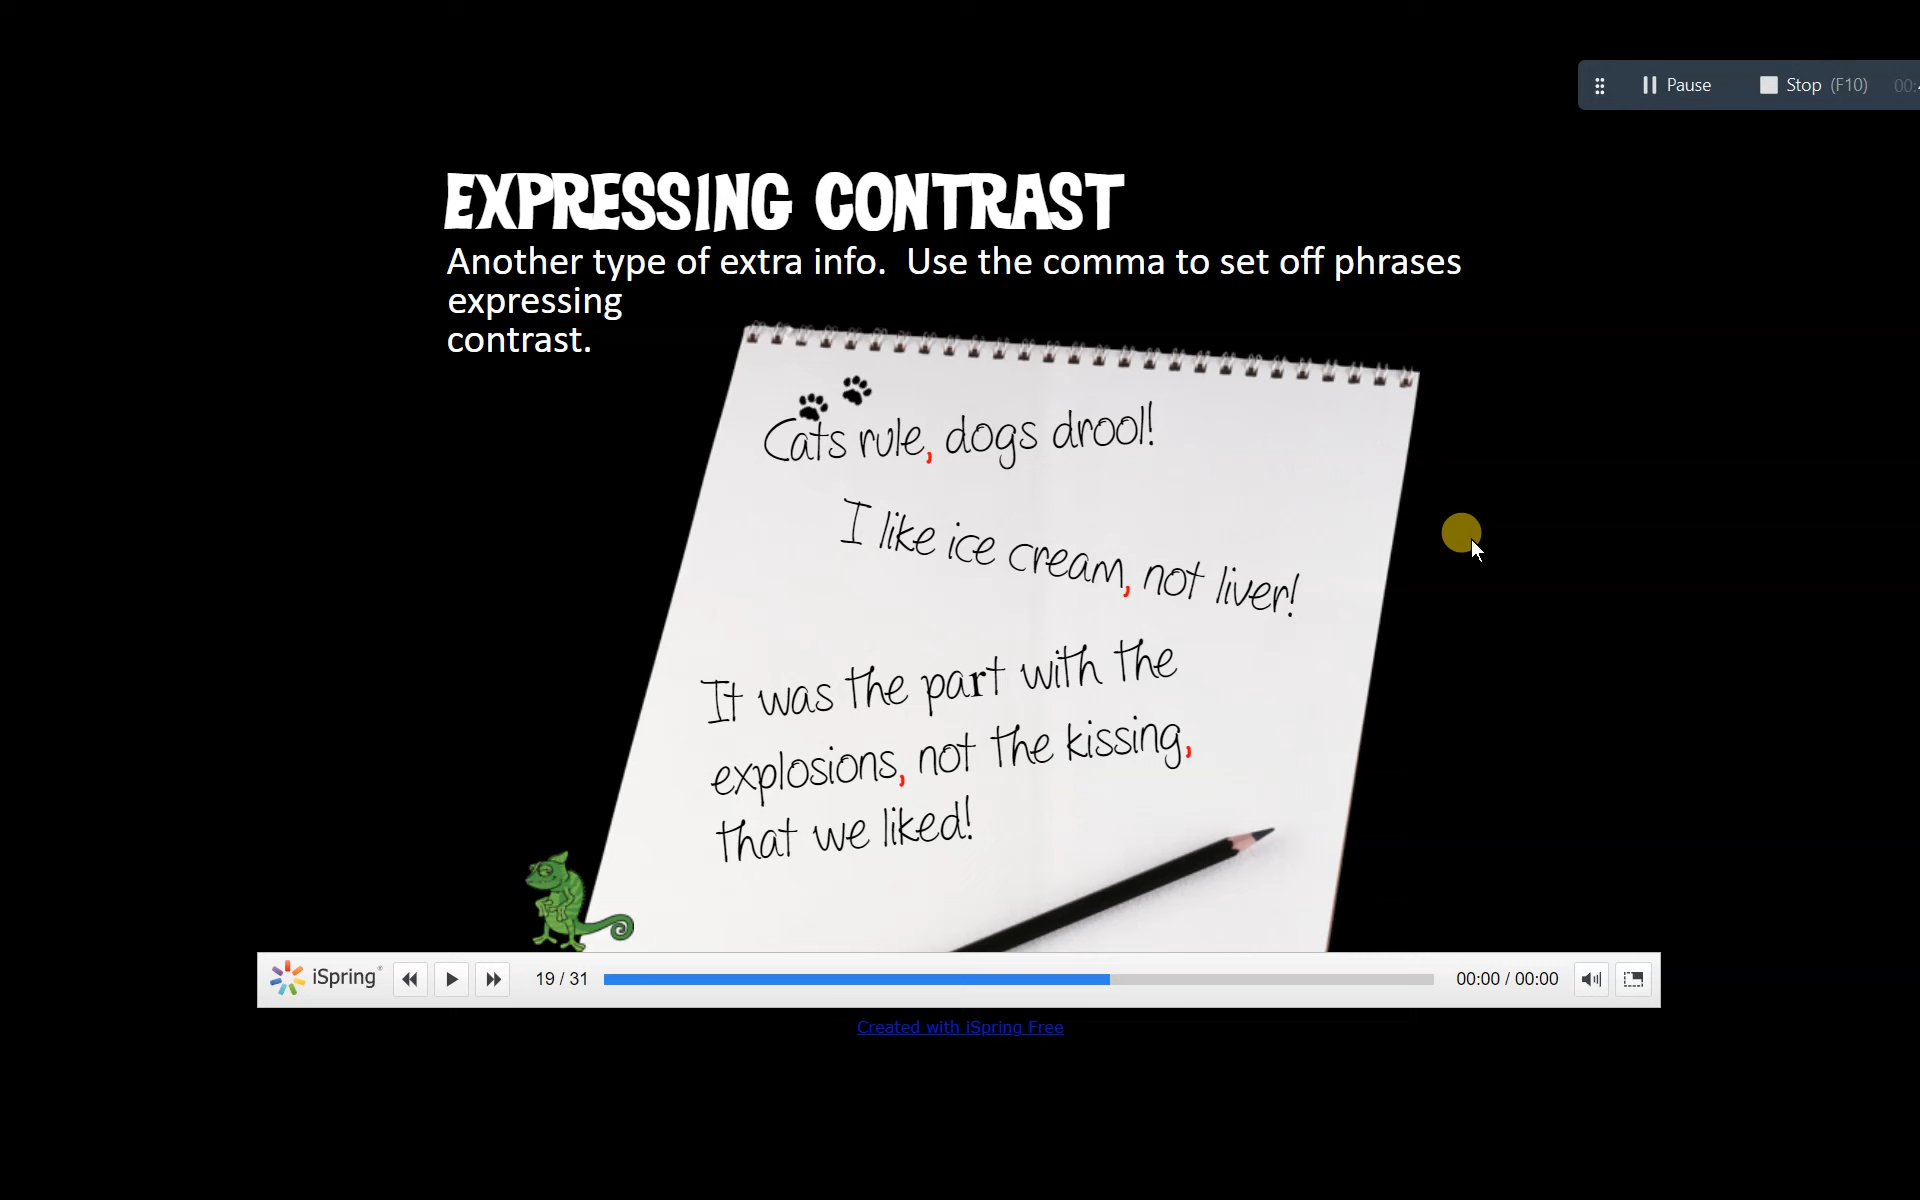 Pause
Stop (F10)
EXPRESSING CONTRAST
Another type of extra info.  Use the comma to set off phrases
expressing
contrast.
Cats rule, dogs drool!
I like ice cream, not liver!
It was the part with the
explosions, not the kissing,
that we liked!
iSpring®
19 / 31
00:00 / 00:00
Created with iSpring Free